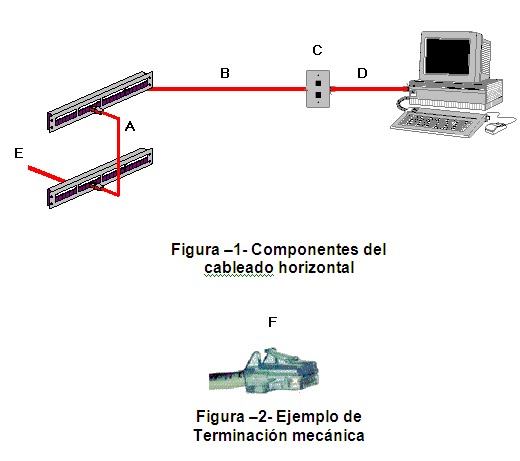 C
B
D
A
E
Figura –1- Componentes del
cableado horizontal
F
Figura –2- Ejemplo de
Terminación mecánica